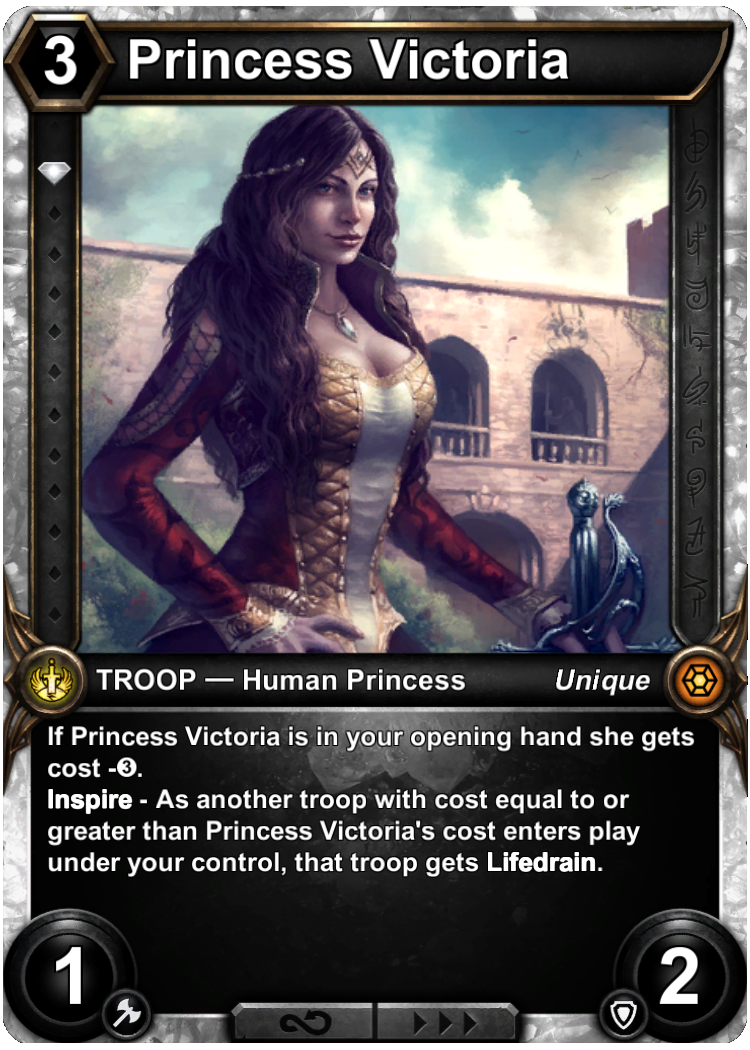 3 Princess Victoria
TROOP — Human Princess Unique
If Princess Victoria is in your opening hand she gets
cost -❸.
Inspire - As another troop with cost equal to or
greater than Princess Victoria's cost enters play
under your control, that troop gets Lifedrain.
1 2